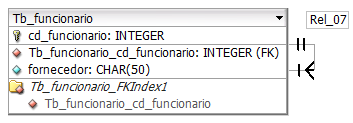 Tb_funcionario
Rel_07
cd_funcionario: INTEGER
Tb_funcionario_cd_funcionario: INTEGER (FK)
fornecedor: CHAR(50)
Tb_funcionario_FKIndex1
Tb_funcionario_cd_funcionario